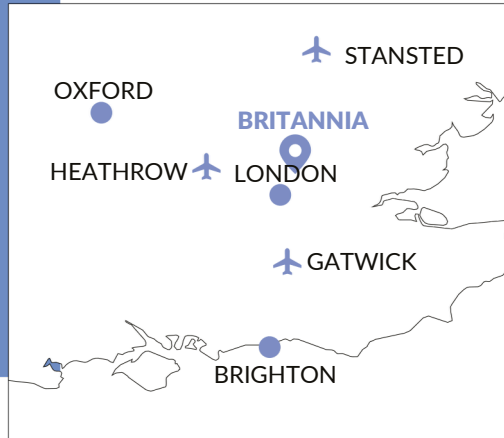 STANSTED
OXFORD
BRITANNIA
HEATHROW
LONDON
GATWICK
BRIGHTON